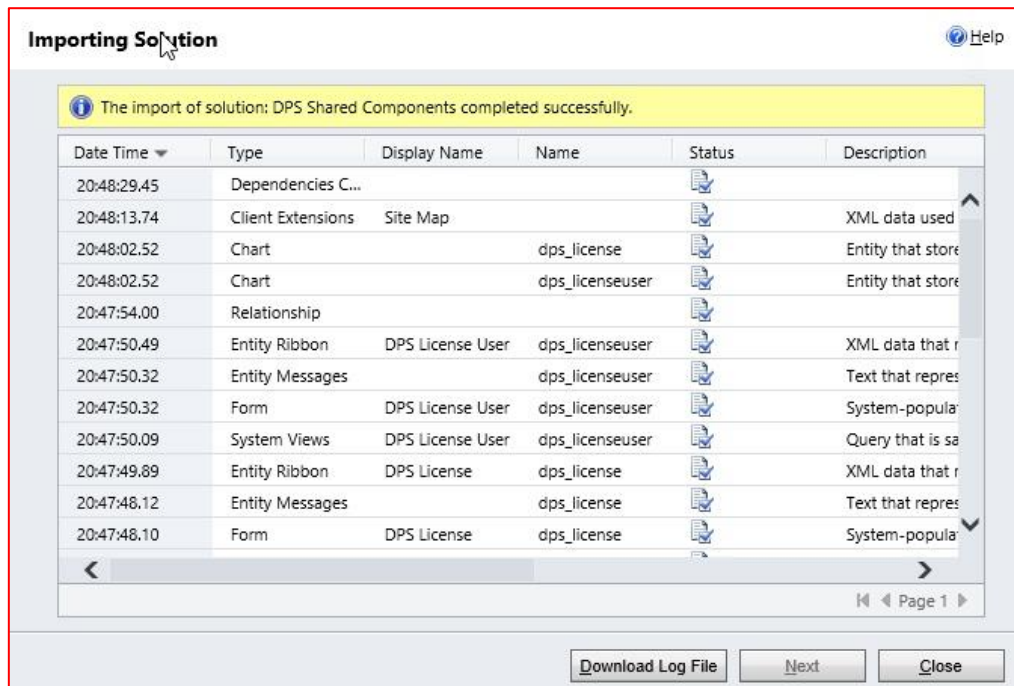 Importing Solution
Help
The import of solution: DPS Shared Components completed successfully.
Date Time Type Display Name Name Status Description
20:48:29.45 Dependencies C...
20:48:13.74 Client Extensions Site Map XML data used
20:48:02.52 Chart dps_license Entity that store
20:48:02.52 Chart dps_licenseuser Entity that store
20:47:54.00 Relationship
20:47:50.49 Entity Ribbon DPS License User dps_licenseuser XML data that r
20:47:50.32 Entity Messages dps_licenseuser Text that repres
20:47:50.32 Form DPS License User dps_licenseuser System-popula
20:47:50.09 System Views DPS License User dps_licenseuser Query that is sa
20:47:49.89 Entity Ribbon DPS License dps_license XML data that r
20:47:48.12 Entity Messages dps_license Text that repres
20:47:48.10 Form DPS License dps_license System-popula
Page 1
Download Log File Next Close